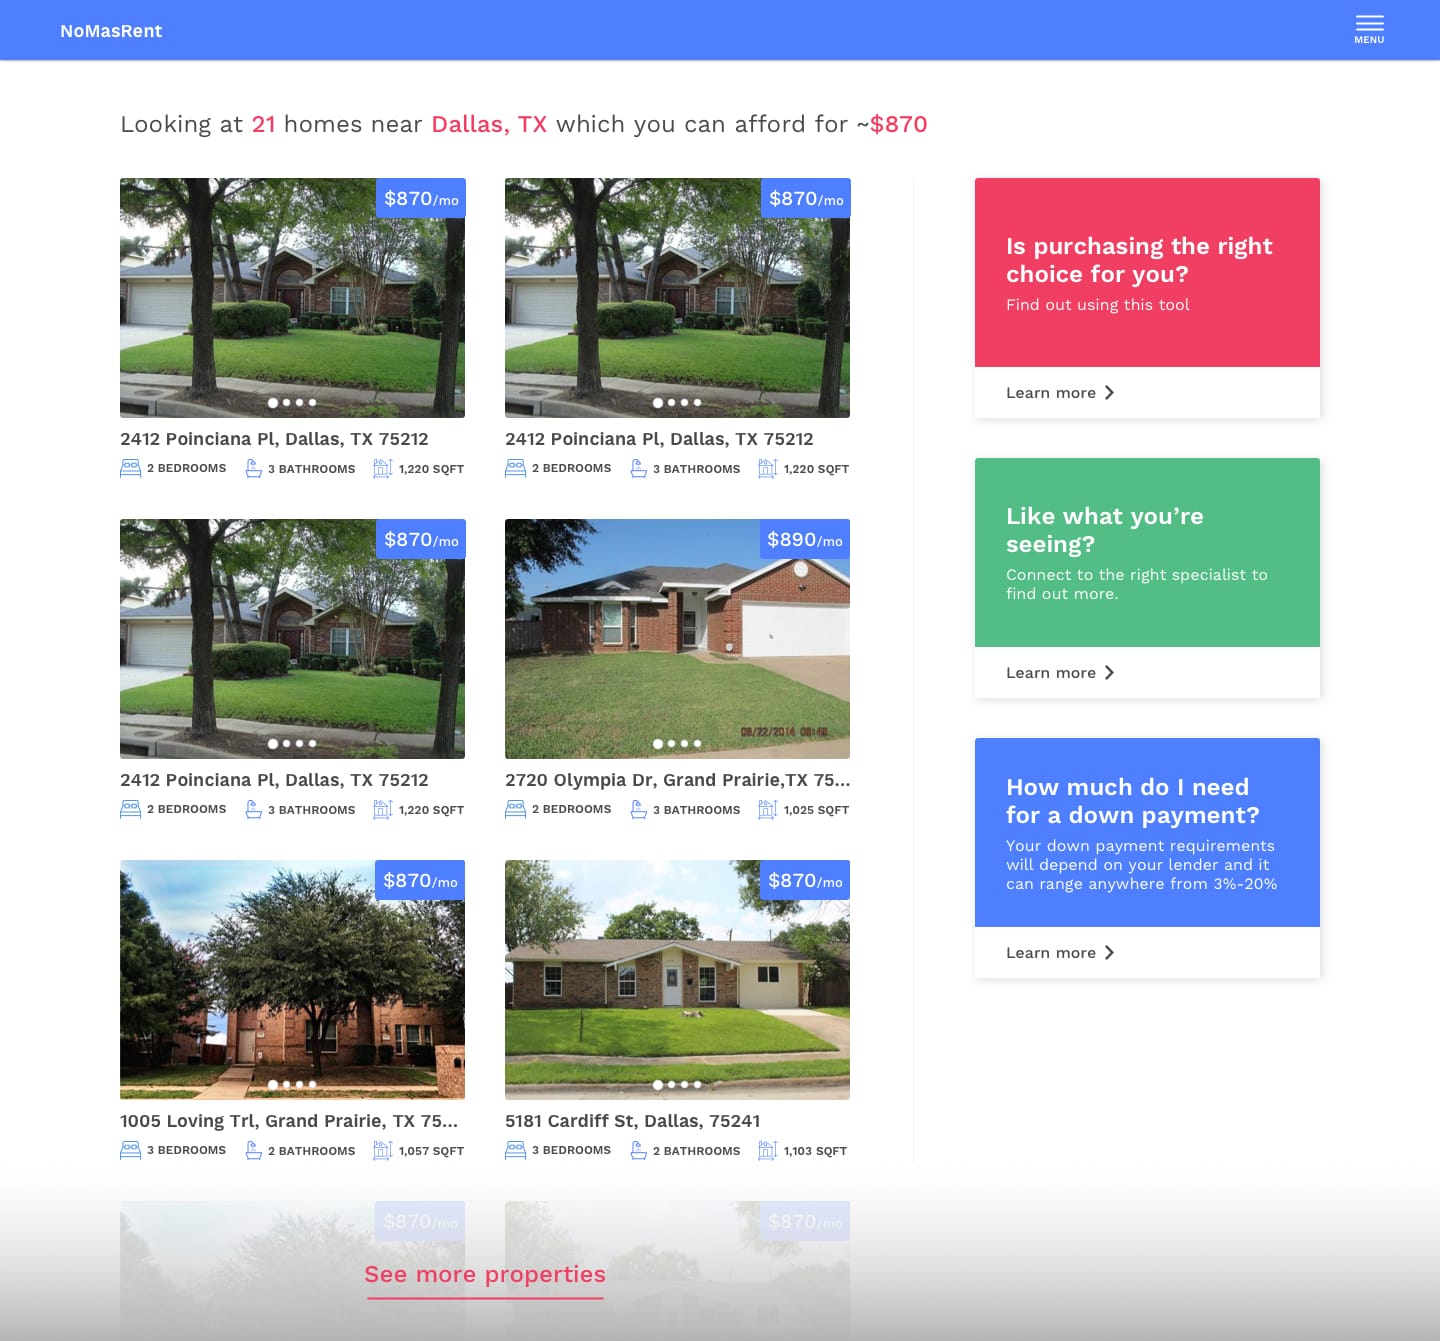 NoMasRent
MENU
Looking at 21 homes near Dallas, TX which you can afford for ~$870
$870/mo
2412 Poinciana Pl, Dallas, TX 75212
2 BEDROOMS 3 BATHROOMS 1,220 SQFT
$870/mo
2412 Poinciana Pl, Dallas, TX 75212
2 BEDROOMS 3 BATHROOMS 1,220 SQFT
$870/mo
2412 Poinciana Pl, Dallas, TX 75212
2 BEDROOMS 3 BATHROOMS 1,220 SQFT
$890/mo
2720 Olympia Dr, Grand Prairie,TX 75...
2 BEDROOMS 3 BATHROOMS 1,025 SQFT
$870/mo
1005 Loving Trl, Grand Prairie, TX 75...
3 BEDROOMS 2 BATHROOMS 1,057 SQFT
$870/mo
5181 Cardiff St, Dallas, 75241
3 BEDROOMS 2 BATHROOMS 1,103 SQFT
$870/mo
$870/mo
See more properties
Is purchasing the right
choice for you?
Find out using this tool
Learn more
Like what you’re
seeing?
Connect to the right specialist to
find out more.
Learn more
How much do I need
for a down payment?
Your down payment requirements
will depend on your lender and it
can range anywhere from 3%-20%
Learn more